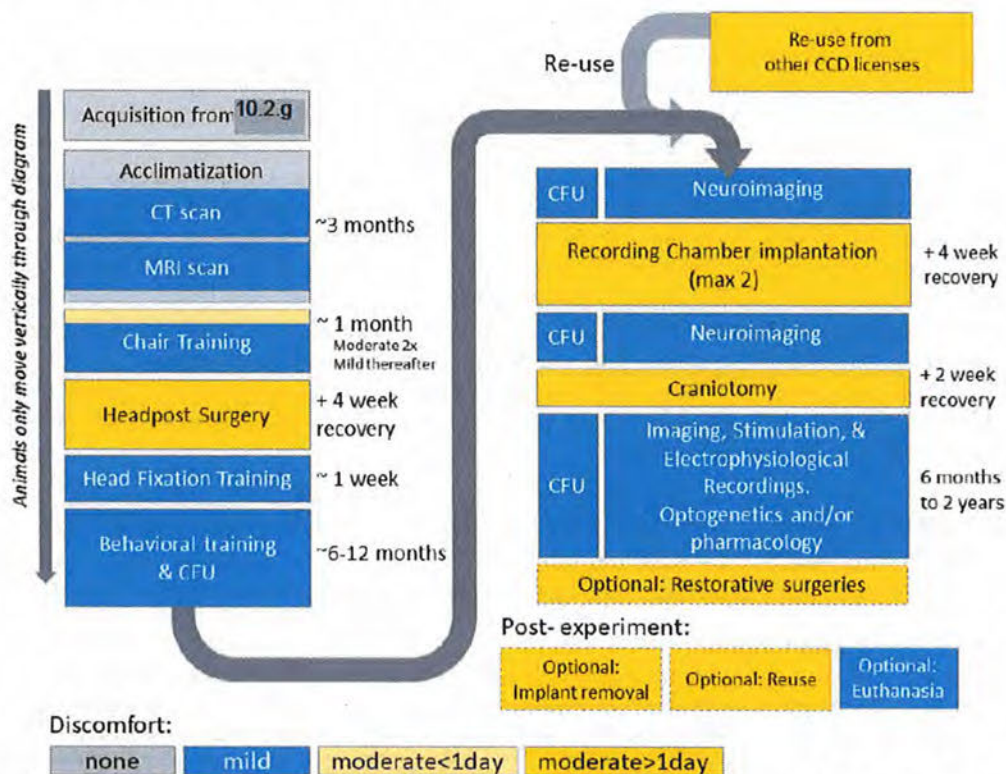 Re-use from
other CCD licenses
Re-use
Animals only move vertically through diagram
Acquisition from 10.2.g
Acclimatization
CT scan
~3 months
MRI scan
Chair Training
~ 1 month
Moderate 2x
Mild thereafter
Headpost Surgery
+ 4 week
recovery
Head Fixation Training
~ 1 week
Behavioral training
& CFU
~6-12 months
CFU
Neuroimaging
Recording Chamber implantation
(max 2)
+ 4 week
recovery
CFU
Neuroimaging
Craniotomy
+ 2 week
recovery
CFU
Imaging, Stimulation, &
Electrophysiological
Recordings.
Optogenetics and/or
pharmacology
6 months
to 2 years
Optional: Restorative surgeries
Post- experiment:
Optional:
Implant removal
Optional: Reuse
Optional:
Euthanasia
Discomfort:
none
mild
moderate<1day
moderate>1day